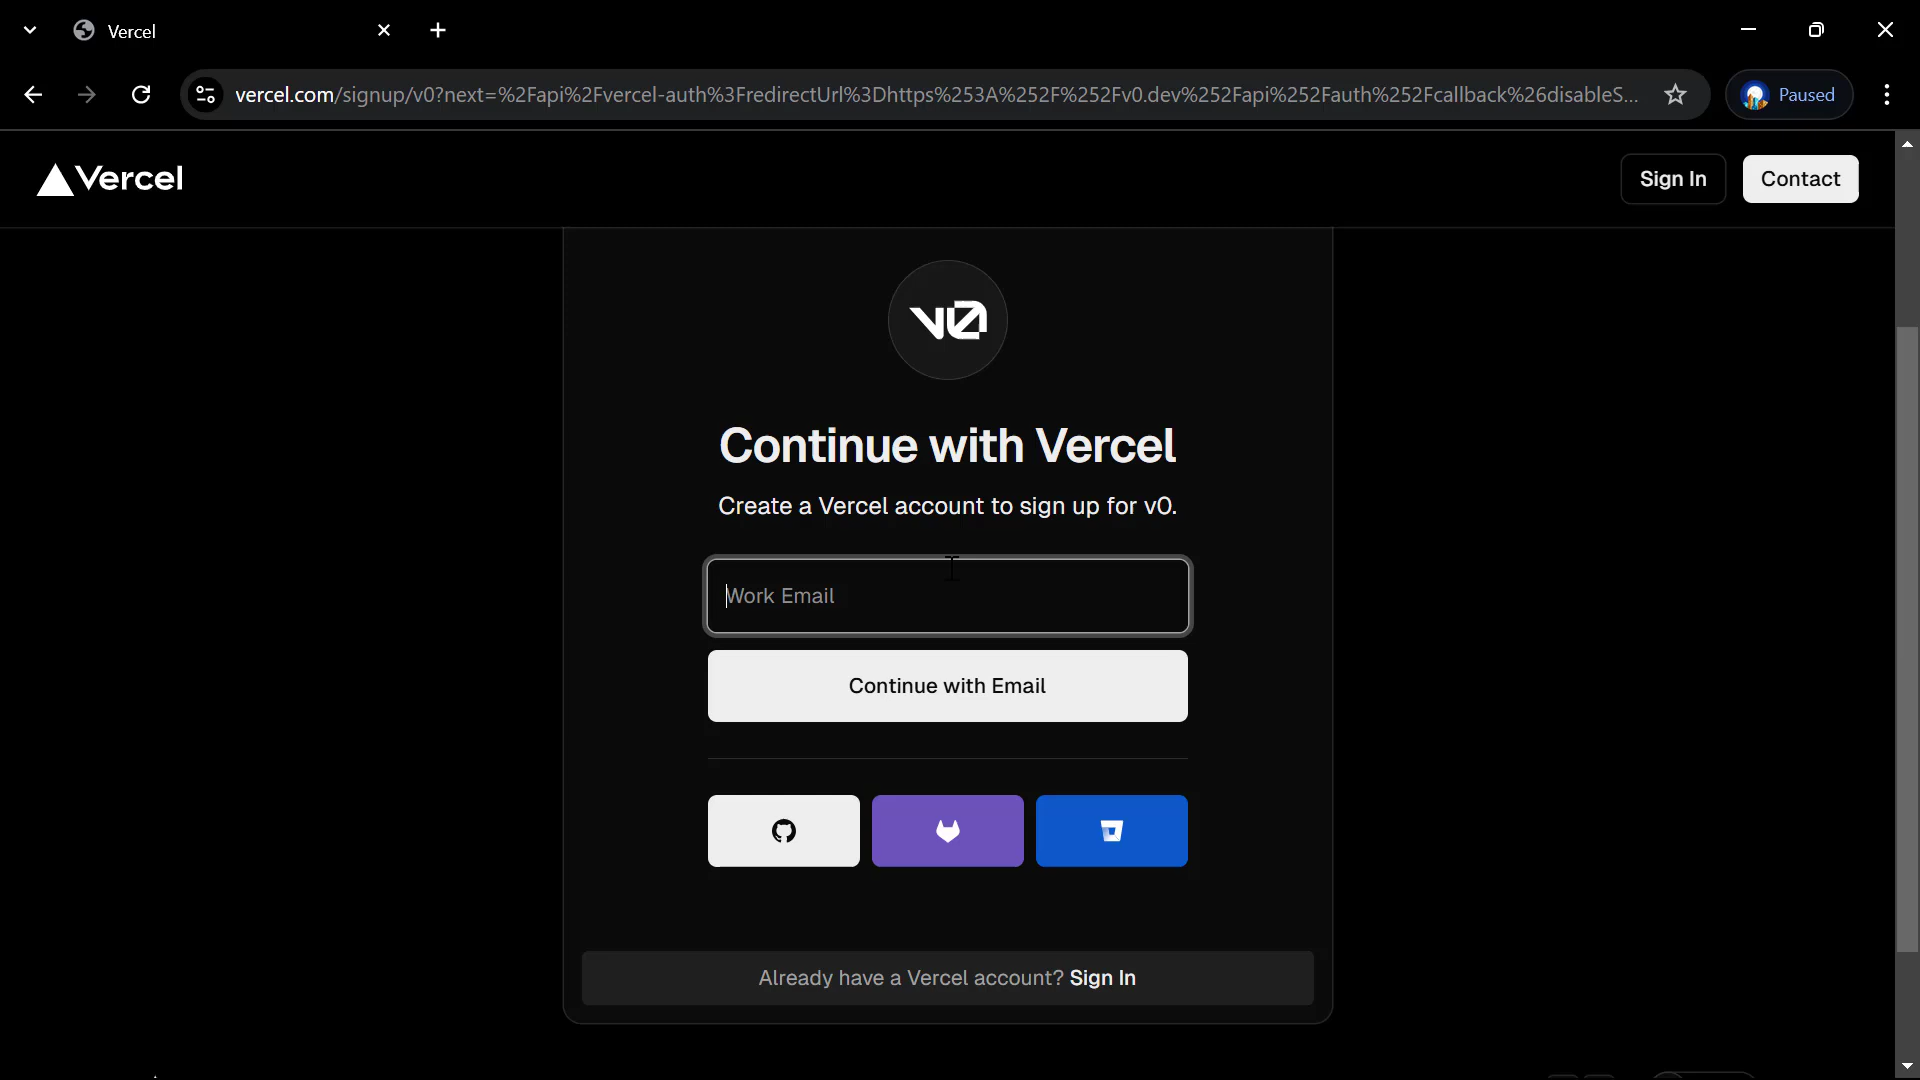 Vercel
vercel.com/signup/v0?next=%2Fapi%2Fvercel-auth%3FredirectUrl%3Dhttps%253A%252F%252Fv0.dev%252Fapi%252Fauth%252Fcallback%26disableS...
Paused
Vercel
Sign In
Contact
v0
Continue with Vercel
Create a Vercel account to sign up for v0.
Work Email
Continue with Email
Already have a Vercel account? Sign In